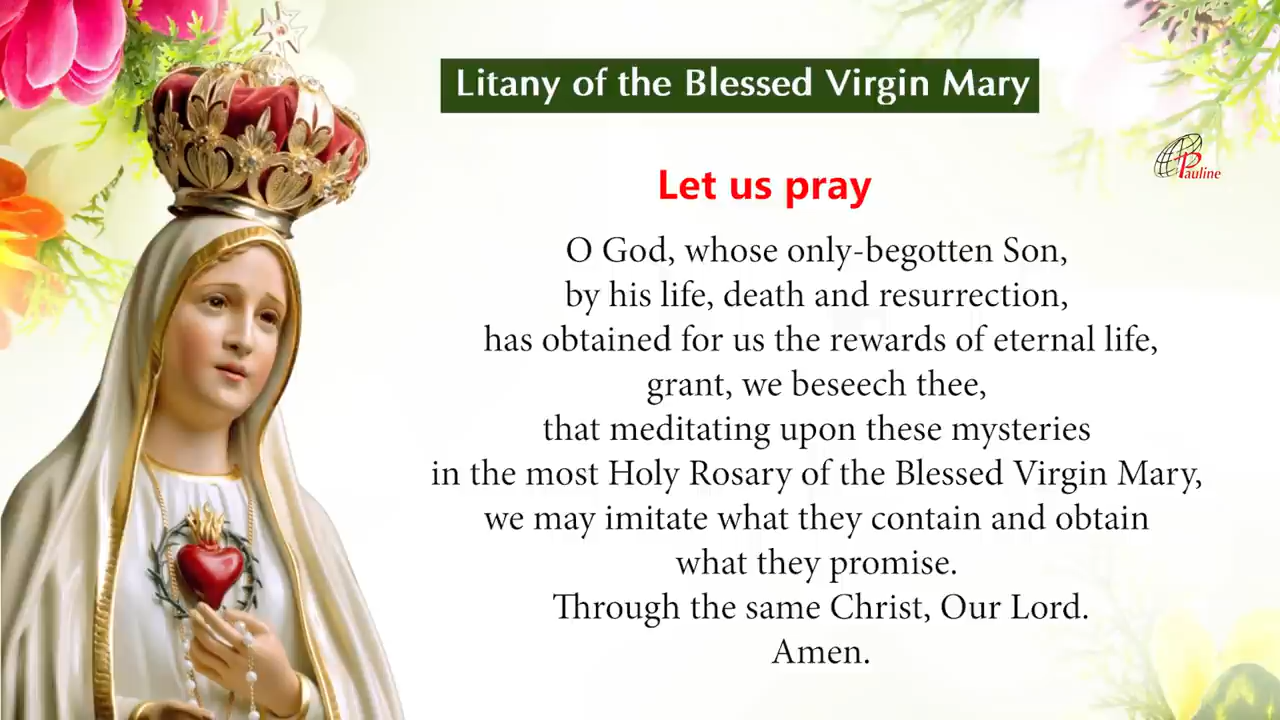 Litany of the Blessed Virgin Mary
Pauline
Let us pray
O God, whose only-begotten Son,
by his life, death and resurrection,
has obtained for us the rewards of eternal life,
grant, we beseech thee,
that meditating upon these mysteries
in the most Holy Rosary of the Blessed Virgin Mary,
we may imitate what they contain and obtain
what they promise.
Through the same Christ, Our Lord.
Amen.